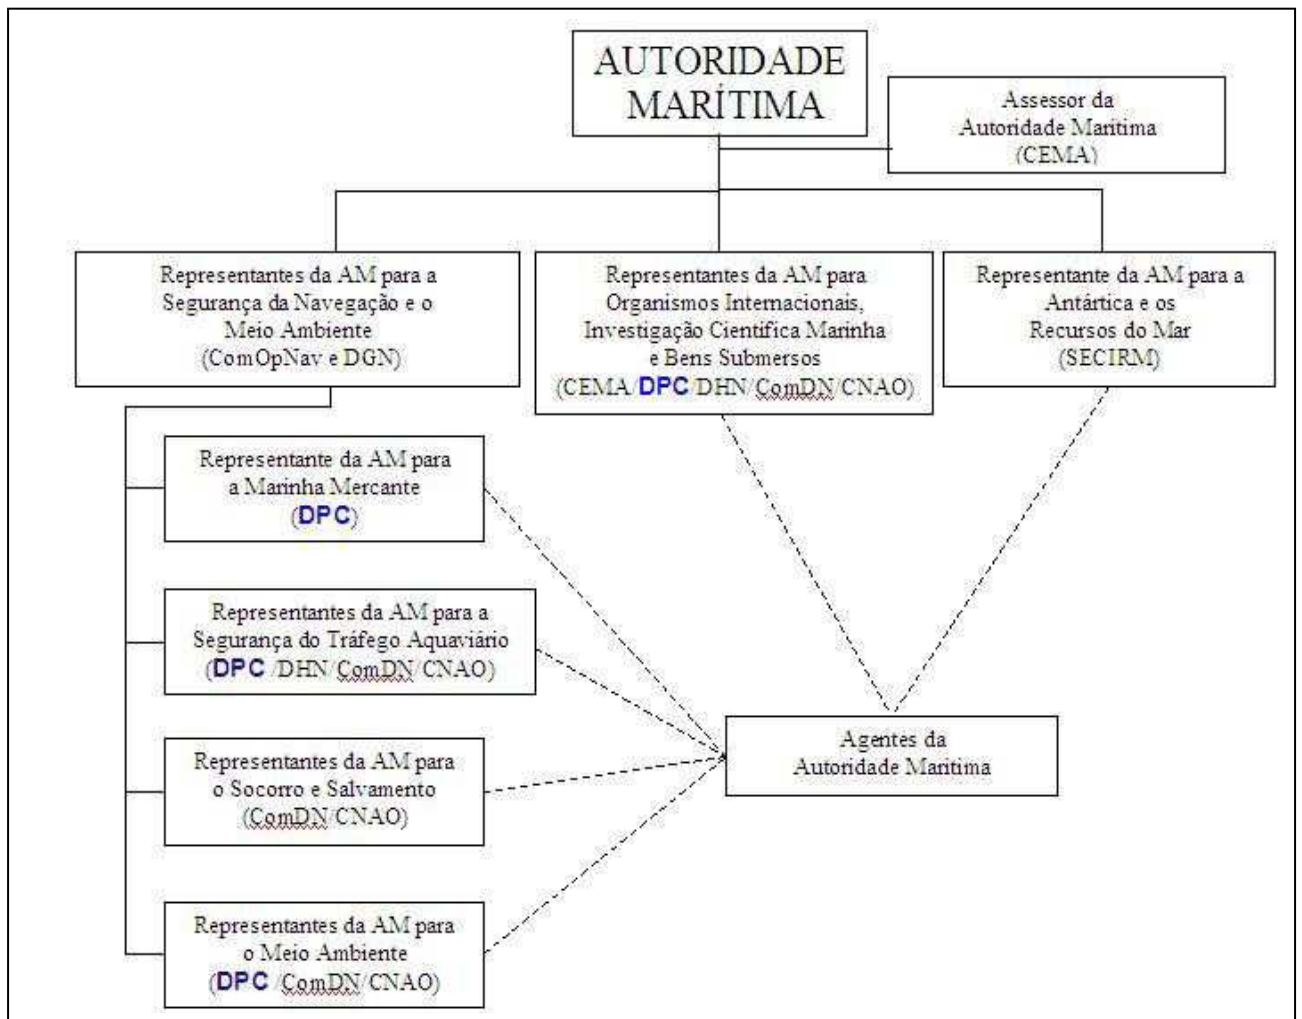 AUTORIDADE
MARÍTIMA
Assessor da
Autoridade Marítima
(CEMA)
Representantes da AM para a
Segurança da Navegação e o
Meio Ambiente
(ComOpNav e DGN)
Representantes da AM para
Organismos Internacionais,
Investigação Científica Marinha
e Bens Submersos
(CEMA/DPC/DHN/ComDN/CNAO)
Representante da AM para a
Antártica e os
Recursos do Mar
(SECIRM)
Representante da AM para
a Marinha Mercante
(DPC)
Representantes da AM para a
Segurança do Tráfego Aquaviário
(DPC /DHN/ComDN/CNAO)
Representantes da AM para
o Socorro e Salvamento
(ComDN/CNAO)
Agentes da
Autoridade Marítima
Representantes da AM para
o Meio Ambiente
(DPC /ComDN/CNAO)